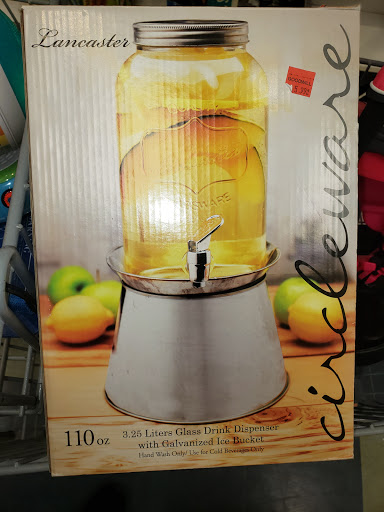 Lancaster
circleware
110 oz
3.25 Liters Glass Drink Dispenser
with Galvanized Ice Bucket
Hand Wash Only/ Use for Cold Beverages Only